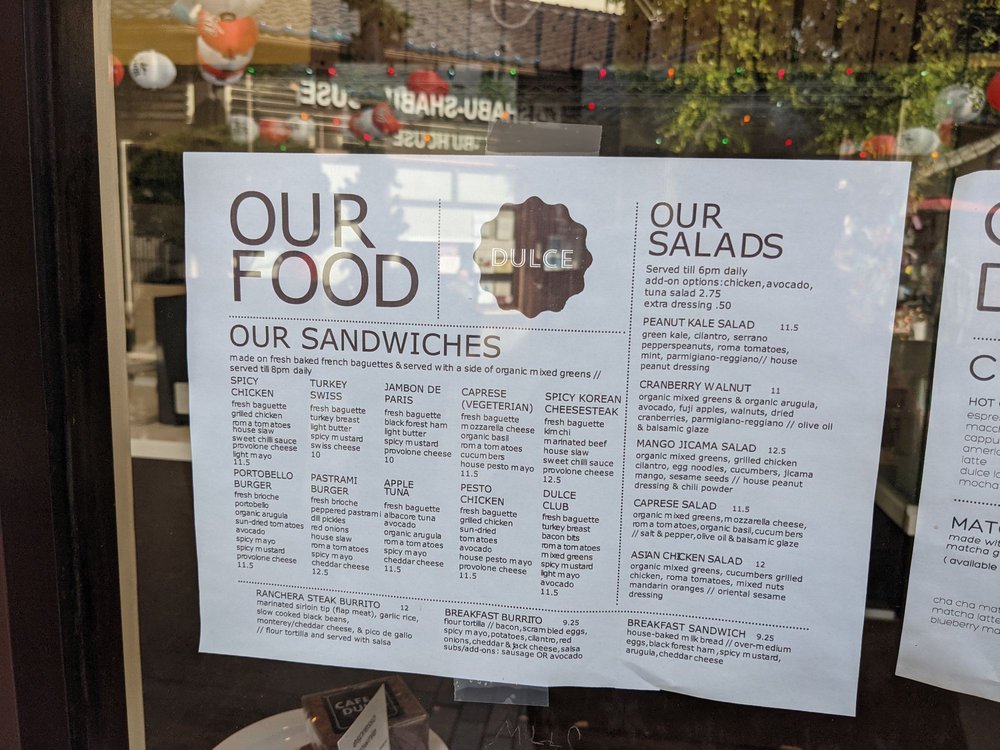 OUR
FOOD
DULCE
OUR SANDWICHES
made on fresh baked french baguettes & served with a side of organic mixed greens //
served till 8pm daily
SPICY
CHICKEN
fresh baguette
grilled chicken
roma tomatoes
house slaw
sweet chilli sauce
provolone cheese
light mayo
11.5
TURKEY
SWISS
fresh baguette
turkey breast
light butter
spicy mustard
swiss cheese
10
JAMBON DE
PARIS
fresh baguette
black forest ham
light butter
spicy mustard
provolone cheese
10
CAPRESE
(VEGETERIAN)
fresh baguette
mozzarella cheese
organic basil
roma tomatoes
cucumbers
house pesto mayo
11.5
SPICY KOREAN
CHEESESTEAK
fresh baguette
kimchi
marinated beef
house slaw
sweet chilli sauce
provolone cheese
12.5
PORTOBELLO
BURGER
fresh brioche
portobello
organic arugula
sun-dried tomatoes
avocado
spicy mayo
spicy mustard
provolone cheese
11.5
PASTRAMI
BURGER
fresh brioche
peppered pastrami
dill pickles
red onions
house slaw
roma tomatoes
spicy mayo
cheddar cheese
12.5
APPLE
TUNA
fresh baguette
albacore tuna
avocado
organic arugula
roma tomatoes
spicy mayo
cheddar cheese
11.5
PESTO
CHICKEN
fresh baguette
grilled chicken
sun-dried
tomatoes
avocado
house pesto mayo
provolone cheese
11.5
DULCE
CLUB
fresh baguette
turkey breast
bacon bits
roma tomatoes
mixed greens
spicy mustard
light mayo
avocado
11.5
RANCHERA STEAK BURRITO 12
marinated sirloin tip (flap meat), garlic rice,
slow cooked black beans,
monterey/cheddar cheese, & pico de gallo
// flour tortilla and served with salsa
BREAKFAST BURRITO 9.25
flour tortilla // bacon, scrambled eggs,
spicy mayo, potatoes, cilantro, red
onions, cheddar & jack cheese, salsa
subs/add-ons: sausage OR avocado
BREAKFAST SANDWICH 9.25
house-baked milk bread // over-medium
eggs, black forest ham, spicy mustard,
arugula, cheddar cheese
OUR
SALADS
Served till 6pm daily
add-on options: chicken, avocado,
tuna salad 2.75
extra dressing .50
PEANUT KALE SALAD 11.5
green kale, cilantro, serrano
pepperspeanuts, roma tomatoes,
mint, parmigiano-reggiano// house
peanut dressing
CRANBERRY WALNUT 11
organic mixed greens & organic arugula,
avocado, fuji apples, walnuts, dried
cranberries, parmigiano-reggiano // olive oil
& balsamic glaze
MANGO JICAMA SALAD 12.5
organic mixed greens, grilled chicken
cilantro, egg noodles, cucumbers, jicama
mango, sesame seeds // house peanut
dressing & chili powder
CAPRESE SALAD 11.5
organic mixed greens, mozzarella cheese,
roma tomatoes, organic basil, cucumbers
// salt & pepper, olive oil & balsamic glaze
ASIAN CHICKEN SALAD 12
organic mixed greens, cucumbers grilled
chicken, roma tomatoes, mixed nuts
mandarin oranges // oriental sesame
dressing
HOT
latte
mocha
MAT
made wit
matcha g
( available
cha cha mat
matcha latte
blueberry ma